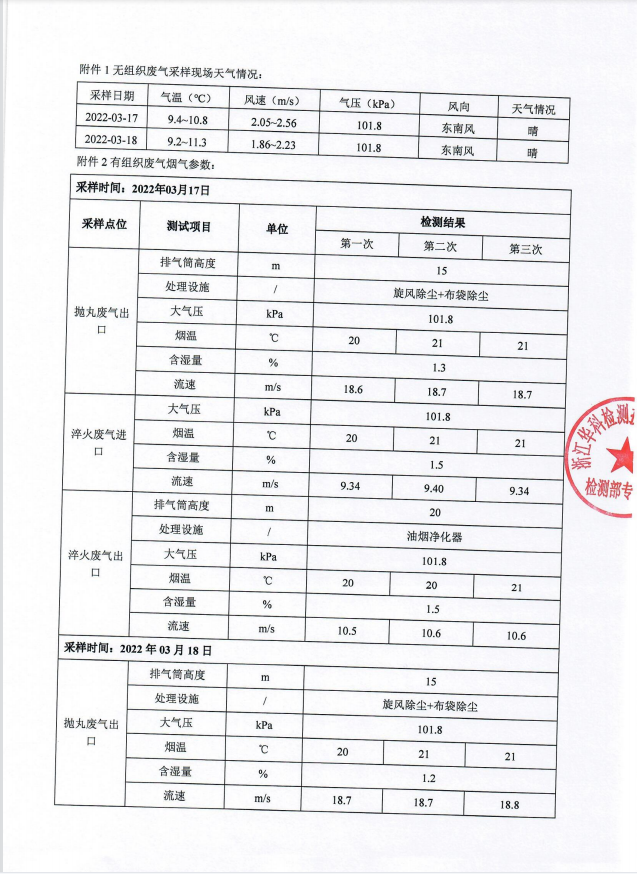 附件 1 无组织废气采样现场天气情况：
采样日期 气温（℃） 风速（m/s） 气压（kPa） 风向 天气情况
2022-03-17 9.4~10.8 2.05~2.56 101.8 东南风 晴
2022-03-18 9.2~11.3 1.86~2.23 101.8 东南风 晴
附件 2 有组织废气烟气参数：
采样时间：2022年03月17日
采样点位 测试项目 单位 检测结果
第一次 第二次 第三次
抛丸废气出口
排气筒高度 m 15
处理设施 / 旋风除尘+布袋除尘
大气压 kPa 101.8
烟温 ℃ 20 21 21
含湿量 % 1.3
流速 m/s 18.6 18.7 18.7
淬火废气进口
大气压 kPa 101.8
烟温 ℃ 20 21 21
含湿量 % 1.5
流速 m/s 9.34 9.40 9.34
淬火废气出口
排气筒高度 m 20
处理设施 / 油烟净化器
大气压 kPa 101.8
烟温 ℃ 20 20 21
含湿量 % 1.5
流速 m/s 10.5 10.6 10.6
采样时间：2022 年 03 月 18 日
抛丸废气出口
排气筒高度 m 15
处理设施 / 旋风除尘+布袋除尘
大气压 kPa 101.8
烟温 ℃ 20 21 21
含湿量 % 1.2
流速 m/s 18.7 18.7 18.8
浙江华科检测
检测部专